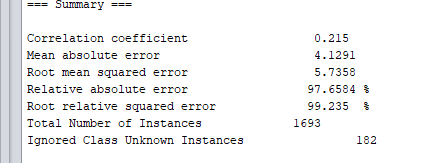 === Summary ===
Correlation coefficient 0.215
Mean absolute error 4.1291
Root mean squared error 5.7358
Relative absolute error 97.6584 %
Root relative squared error 99.235 %
Total Number of Instances 1693
Ignored Class Unknown Instances 182